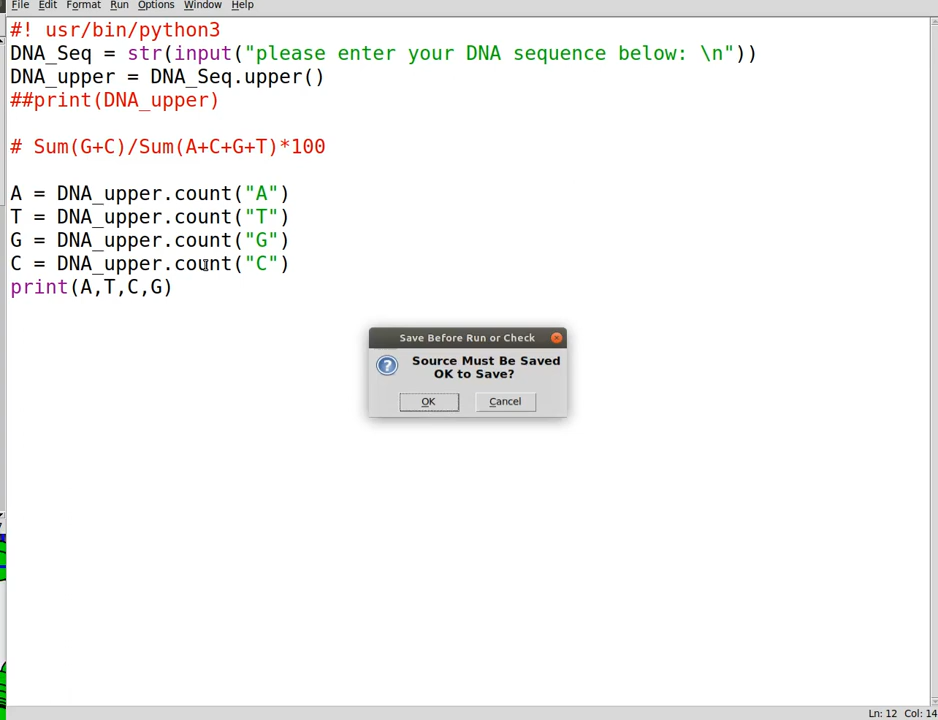 File Edit Format Run Options Window Help
#! usr/bin/python3
DNA_Seq = str(input("please enter your DNA sequence below: \n"))
DNA_upper = DNA_Seq.upper()
##print(DNA_upper)
# Sum(G+C)/Sum(A+C+G+T)*100
A = DNA_upper.count("A")
T = DNA_upper.count("T")
G = DNA_upper.count("G")
C = DNA_upper.count("C")
print(A,T,C,G)
Save Before Run or Check
Source Must Be Saved
OK to Save?
OK Cancel
Ln: 12 Col: 14